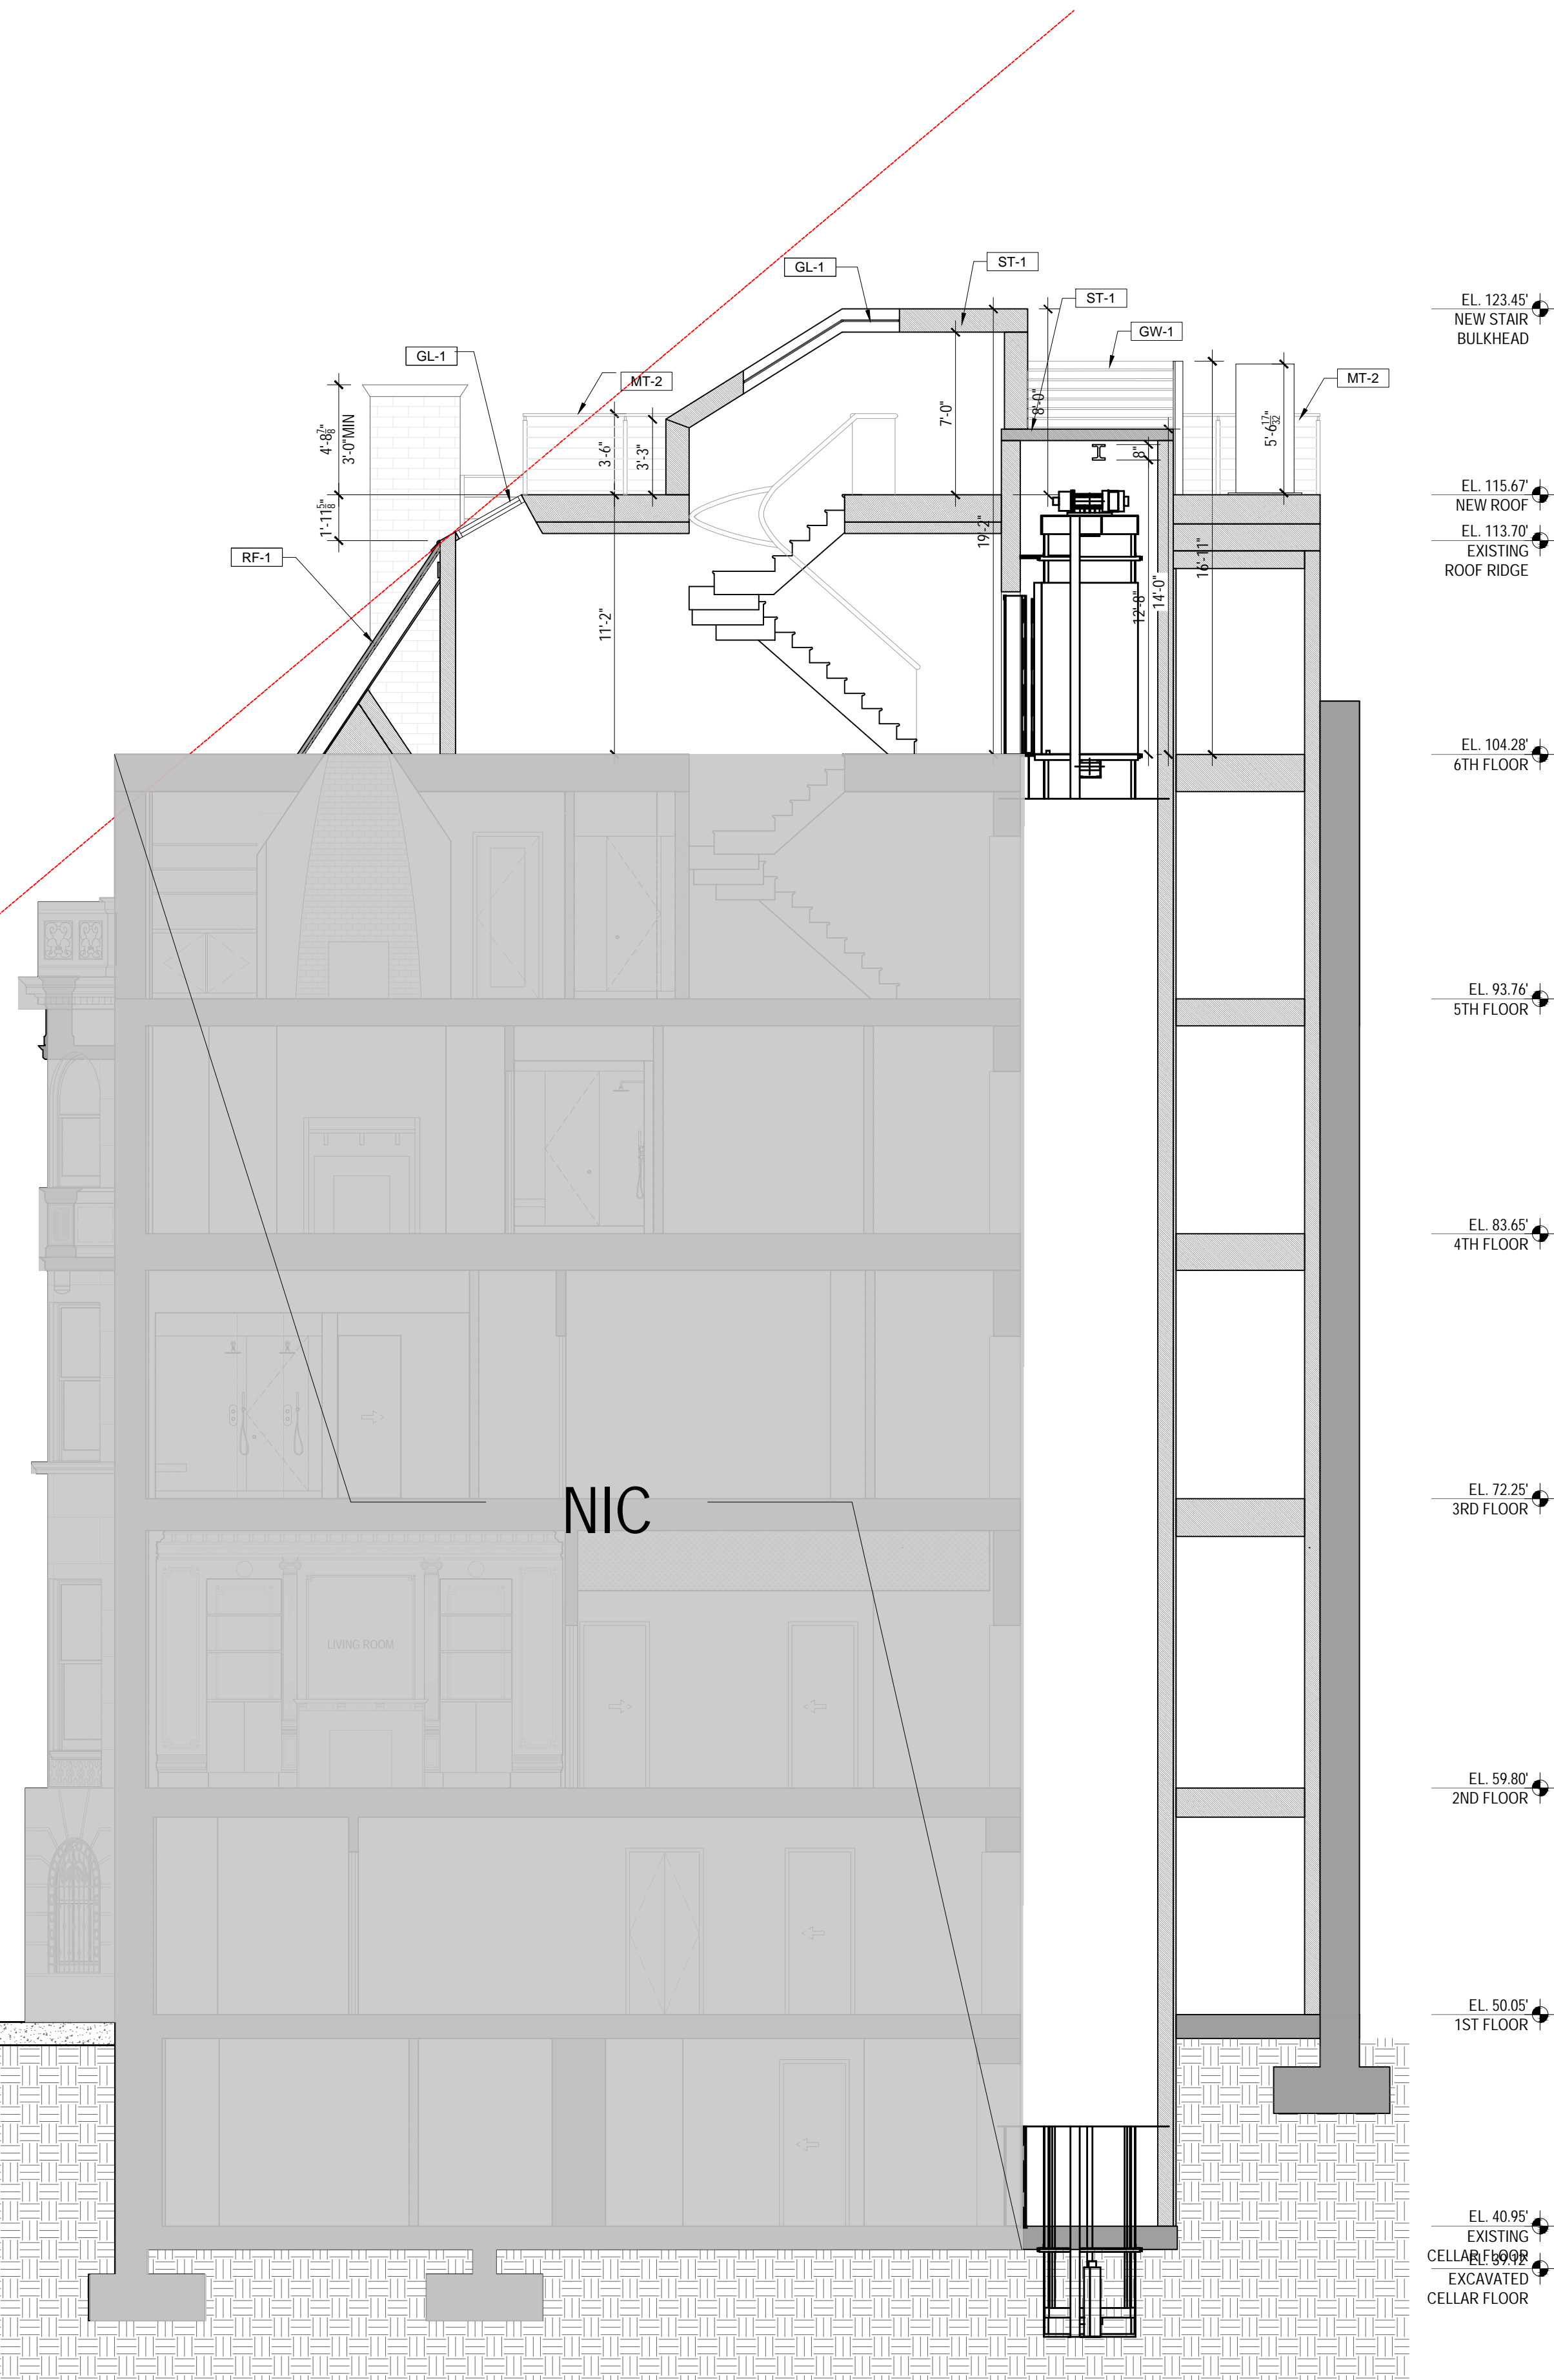 GL-1
ST-1
ST-1
GW-1
GL-1
MT-2
MT-2
RF-1
4'-8 7/8"
3'-0"MIN
1'-11 5/8"
3'-6"
3'-3"
7'-0"
8'-0"
8"
5'-6 17/32"
19'-2"
11'-2"
12'-8"
14'-0"
16'-11"
EL. 123.45'
NEW STAIR
BULKHEAD
EL. 115.67'
NEW ROOF
EL. 113.70'
EXISTING
ROOF RIDGE
EL. 104.28'
6TH FLOOR
EL. 93.76'
5TH FLOOR
EL. 83.65'
4TH FLOOR
EL. 72.25'
3RD FLOOR
NIC
LIVING ROOM
EL. 59.80'
2ND FLOOR
EL. 50.05'
1ST FLOOR
EL. 40.95'
EXISTING
CELLAR FLOOR
EL. 39.12'
EXCAVATED
CELLAR FLOOR